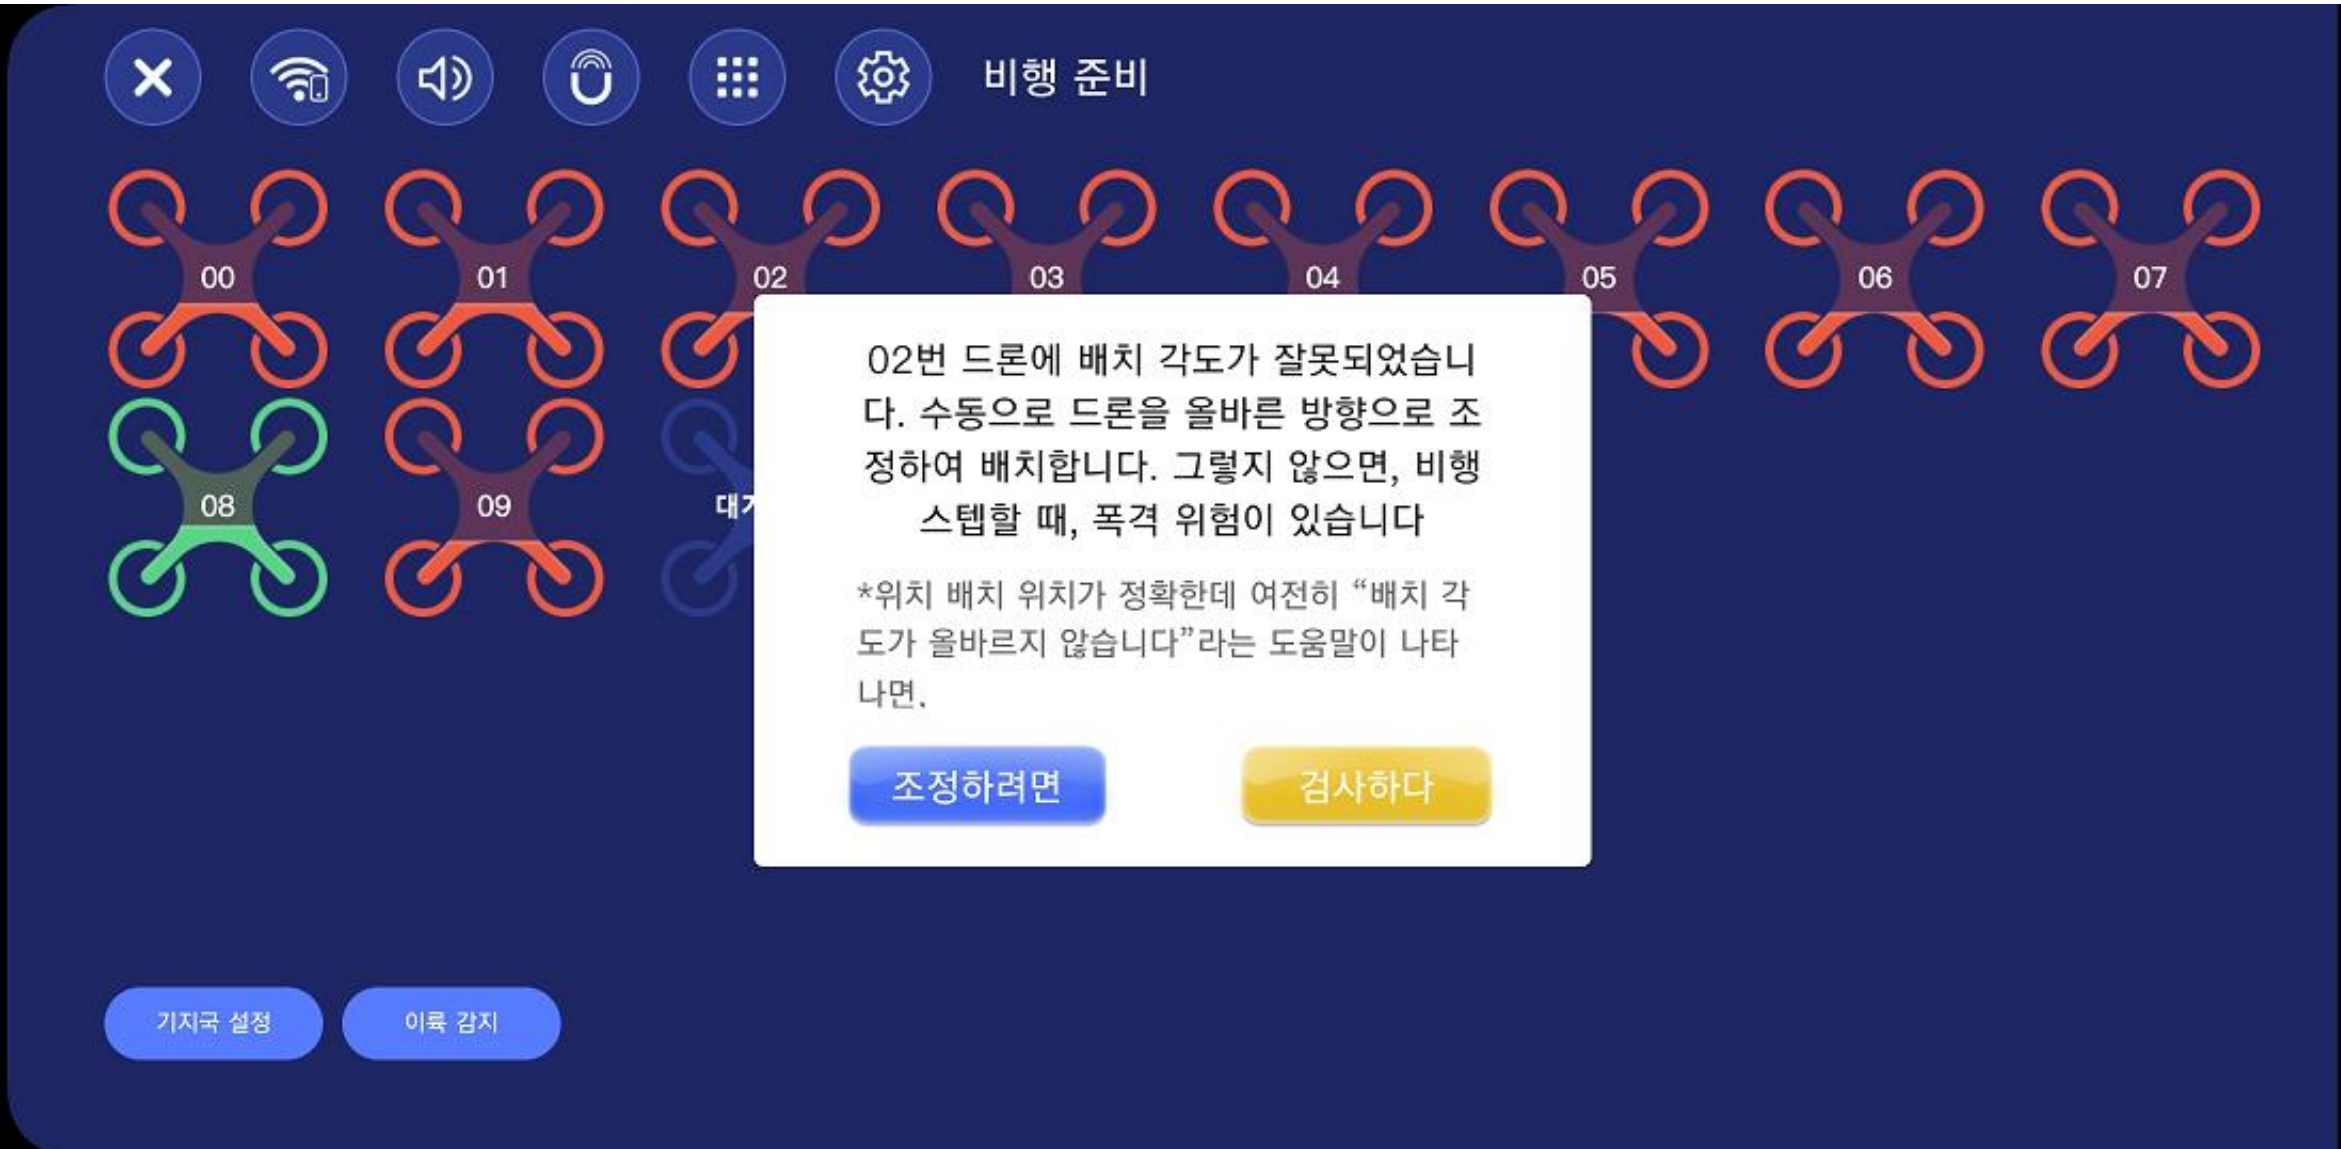 비행 준비
00 01 02 03 04 05 06 07
02번 드론에 배치 각도가 잘못되었습니
다. 수동으로 드론을 올바른 방향으로 조
정하여 배치합니다. 그렇지 않으면, 비행
스텝할 때, 폭격 위험이 있습니다
*위치 배치 위치가 정확한데 여전히 “배치 각
도가 올바르지 않습니다”라는 도움말이 나타
나면.
조정하려면 검사하다
08 09
기지국 설정 이륙 감지